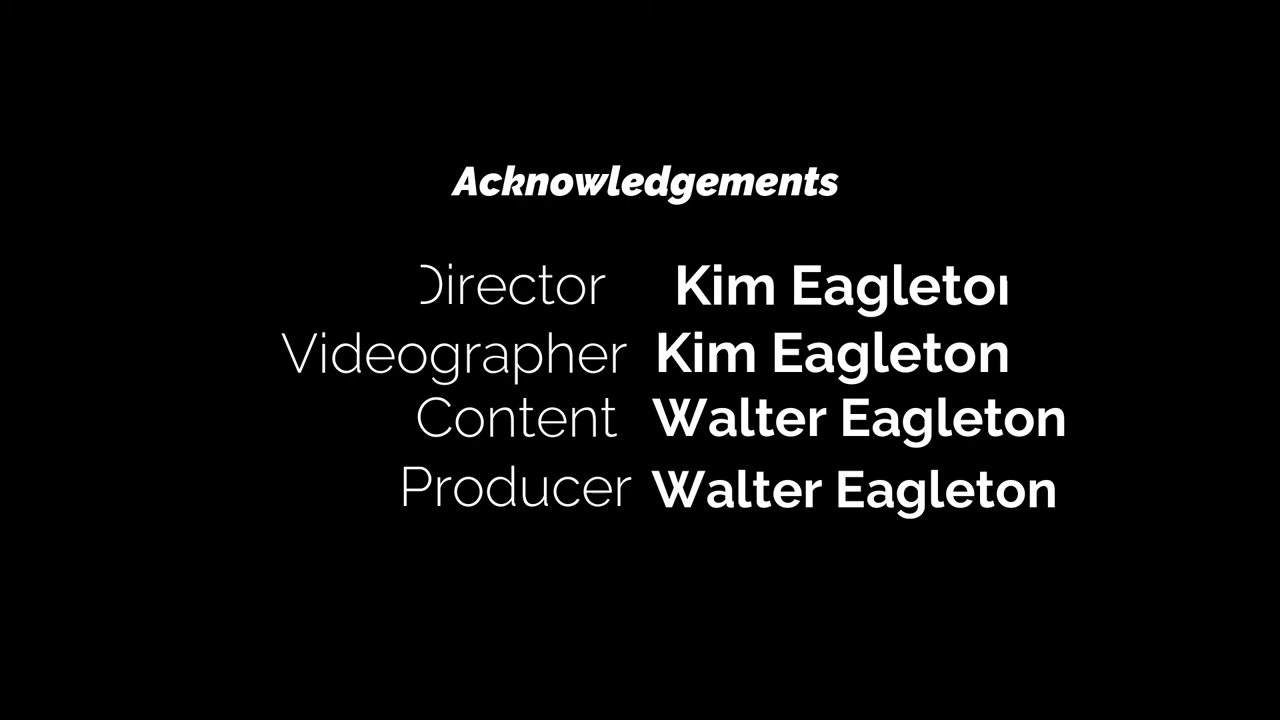 Acknowledgements
Director Kim Eagleton
Videographer Kim Eagleton
Content Walter Eagleton
Producer Walter Eagleton